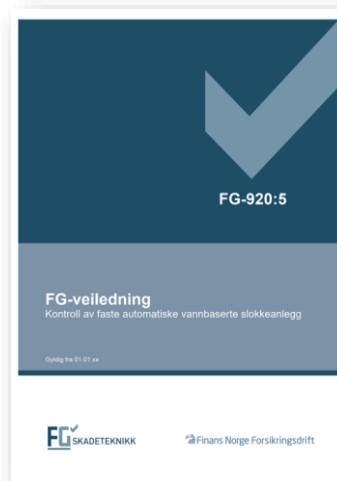 FG-920:5
FG-veiledning
Kontroll av faste automatiske vannbaserte slokkeanlegg
Gyldig fra 01.01.xx
FG SKADETEKNIKK
Finans Norge Forsikringsdrift